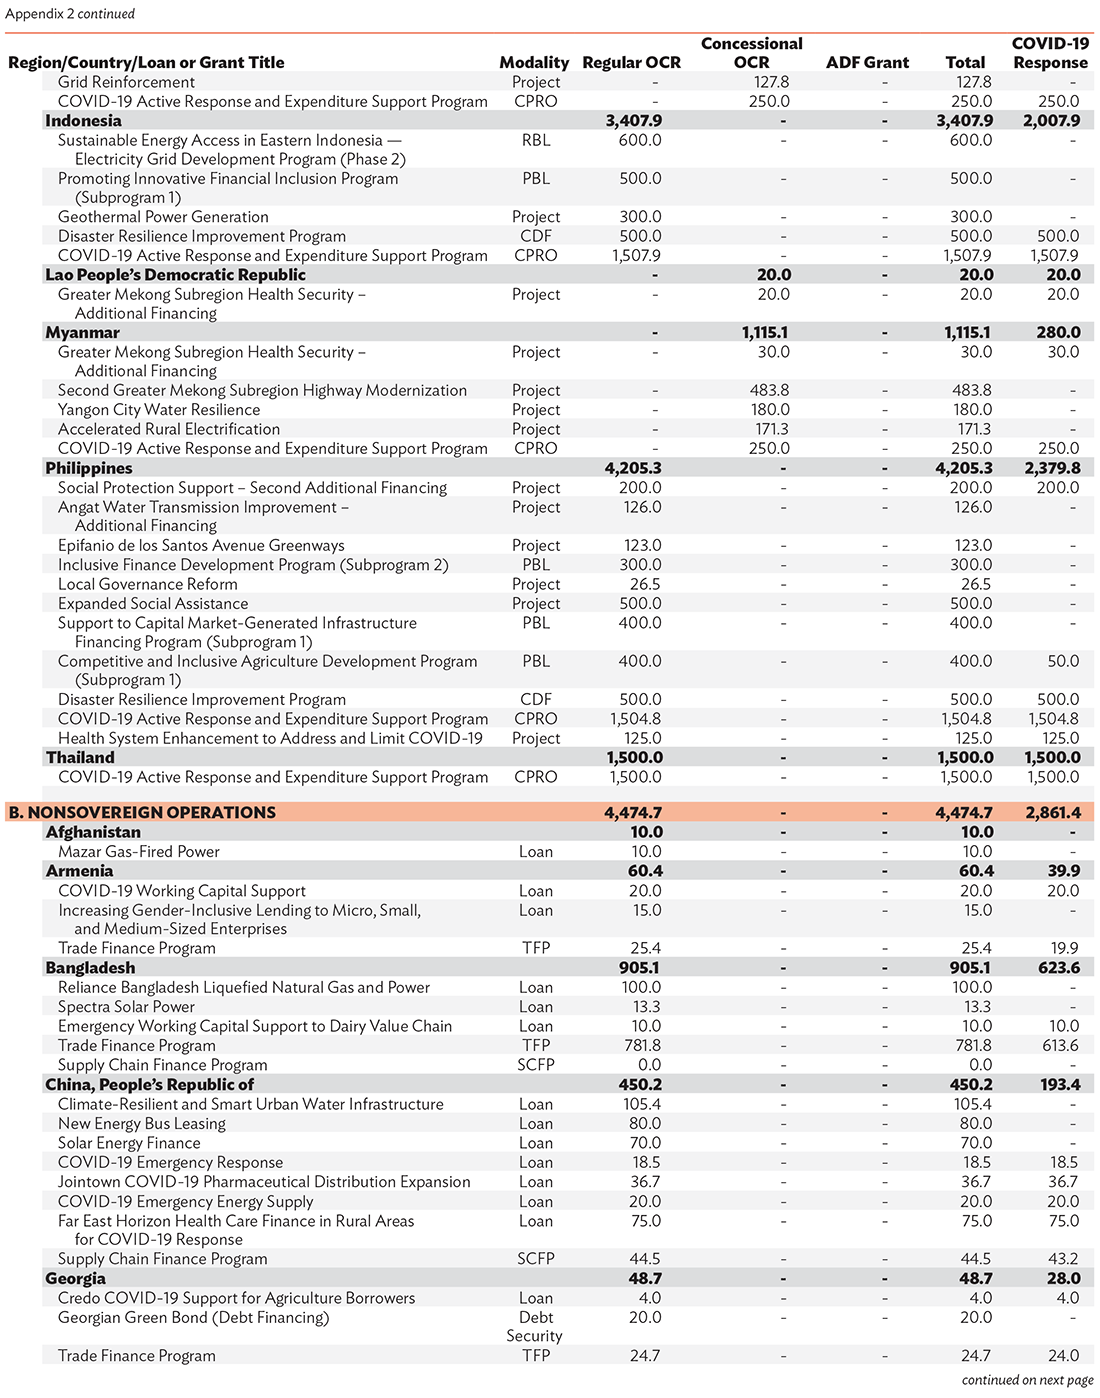 Appendix 2 continued
Region/Country/Loan or Grant Title Modality Regular OCR Concessional OCR ADF Grant Total COVID-19 Response
Grid Reinforcement Project - 127.8 - 127.8 -
COVID-19 Active Response and Expenditure Support Program CPRO - 250.0 - 250.0 250.0
Indonesia 3,407.9 - - 3,407.9 2,007.9
Sustainable Energy Access in Eastern Indonesia — RBL 600.0 - - 600.0 -
Electricity Grid Development Program (Phase 2)
Promoting Innovative Financial Inclusion Program PBL 500.0 - - 500.0 -
(Subprogram 1)
Geothermal Power Generation Project 300.0 - - 300.0 -
Disaster Resilience Improvement Program CDF 500.0 - - 500.0 500.0
COVID-19 Active Response and Expenditure Support Program CPRO 1,507.9 - - 1,507.9 1,507.9
Lao People's Democratic Republic - 20.0 - 20.0 20.0
Greater Mekong Subregion Health Security – Project - 20.0 - 20.0 20.0
Additional Financing
Myanmar - 1,115.1 - 1,115.1 280.0
Greater Mekong Subregion Health Security – Project - 30.0 - 30.0 30.0
Additional Financing
Second Greater Mekong Subregion Highway Modernization Project - 483.8 - 483.8 -
Yangon City Water Resilience Project - 180.0 - 180.0 -
Accelerated Rural Electrification Project - 171.3 - 171.3 -
COVID-19 Active Response and Expenditure Support Program CPRO - 250.0 - 250.0 250.0
Philippines 4,205.3 - - 4,205.3 2,379.8
Social Protection Support – Second Additional Financing Project 200.0 - - 200.0 200.0
Angat Water Transmission Improvement – Project 126.0 - - 126.0 -
Additional Financing
Epifanio de los Santos Avenue Greenways Project 123.0 - - 123.0 -
Inclusive Finance Development Program (Subprogram 2) PBL 300.0 - - 300.0 -
Local Governance Reform Project 26.5 - - 26.5 -
Expanded Social Assistance Project 500.0 - - 500.0 -
Support to Capital Market-Generated Infrastructure PBL 400.0 - - 400.0 -
Financing Program (Subprogram 1)
Competitive and Inclusive Agriculture Development Program PBL 400.0 - - 400.0 50.0
(Subprogram 1)
Disaster Resilience Improvement Program CDF 500.0 - - 500.0 500.0
COVID-19 Active Response and Expenditure Support Program CPRO 1,504.8 - - 1,504.8 1,504.8
Health System Enhancement to Address and Limit COVID-19 Project 125.0 - - 125.0 125.0
Thailand 1,500.0 - - 1,500.0 1,500.0
COVID-19 Active Response and Expenditure Support Program CPRO 1,500.0 - - 1,500.0 1,500.0
B. NONSOVEREIGN OPERATIONS 4,474.7 - - 4,474.7 2,861.4
Afghanistan 10.0 - - 10.0 -
Mazar Gas-Fired Power Loan 10.0 - - 10.0 -
Armenia 60.4 - - 60.4 39.9
COVID-19 Working Capital Support Loan 20.0 - - 20.0 20.0
Increasing Gender-Inclusive Lending to Micro, Small, Loan 15.0 - - 15.0 -
and Medium-Sized Enterprises
Trade Finance Program TFP 25.4 - - 25.4 19.9
Bangladesh 905.1 - - 905.1 623.6
Reliance Bangladesh Liquefied Natural Gas and Power Loan 100.0 - - 100.0 -
Spectra Solar Power Loan 13.3 - - 13.3 -
Emergency Working Capital Support to Dairy Value Chain Loan 10.0 - - 10.0 10.0
Trade Finance Program TFP 781.8 - - 781.8 613.6
Supply Chain Finance Program SCFP 0.0 - - 0.0 -
China, People's Republic of 450.2 - - 450.2 193.4
Climate-Resilient and Smart Urban Water Infrastructure Loan 105.4 - - 105.4 -
New Energy Bus Leasing Loan 80.0 - - 80.0 -
Solar Energy Finance Loan 70.0 - - 70.0 -
COVID-19 Emergency Response Loan 18.5 - - 18.5 18.5
Jointown COVID-19 Pharmaceutical Distribution Expansion Loan 36.7 - - 36.7 36.7
COVID-19 Emergency Energy Supply Loan 20.0 - - 20.0 20.0
Far East Horizon Health Care Finance in Rural Areas Loan 75.0 - - 75.0 75.0
for COVID-19 Response
Supply Chain Finance Program SCFP 44.5 - - 44.5 43.2
Georgia 48.7 - - 48.7 28.0
Credo COVID-19 Support for Agriculture Borrowers Loan 4.0 - - 4.0 4.0
Georgian Green Bond (Debt Financing) Debt 20.0 - - 20.0 -
Security
Trade Finance Program TFP 24.7 - - 24.7 24.0
continued on next page